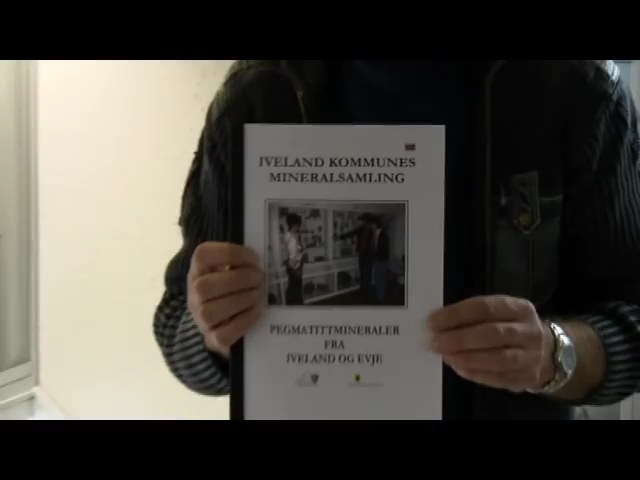 IVELAND KOMMUNES
MINERALSAMLING
PEGMATITTMINERALER
FRA
IVELAND OG EVJE